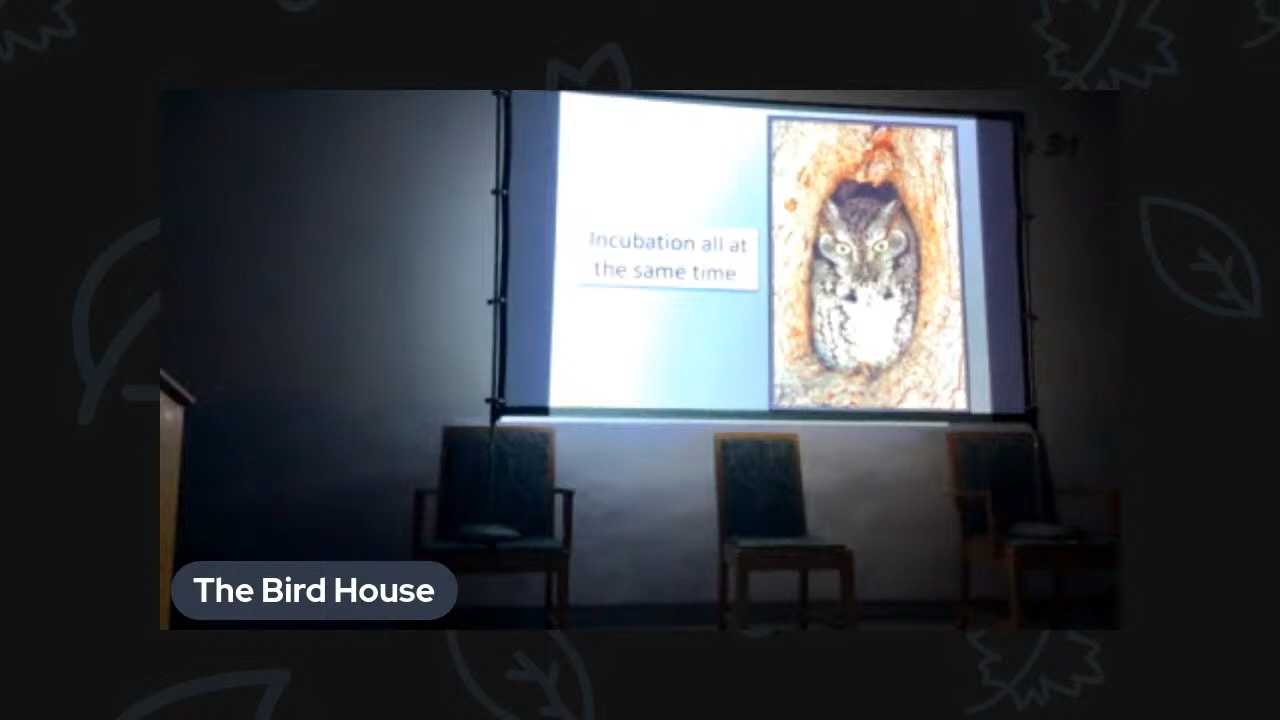 Incubation all at
the same time
The Bird House